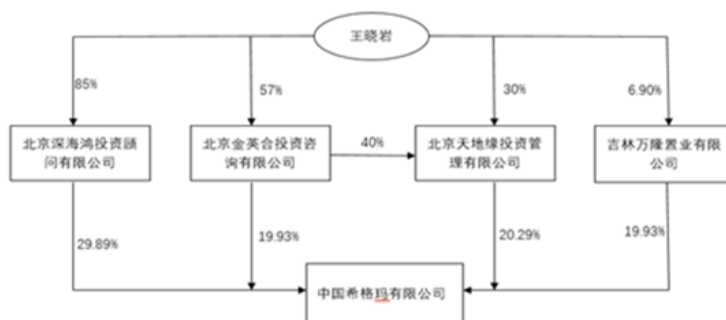 王晓岩
85%
57%
30%
6.90%
北京深海鸿投资顾
问有限公司
北京金英合投资咨
询有限公司
40%
北京天地缘投资管
理有限公司
吉林万隆置业有限
公司
29.89%
19.93%
20.29%
19.93%
中国希格玛有限公司